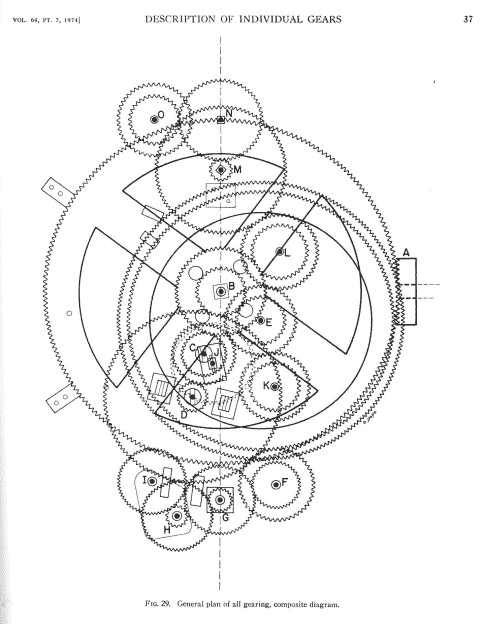 VOL. 64, PT. 7, 1974]
DESCRIPTION OF INDIVIDUAL GEARS
37
O
N
M
L
A
B
E
C
J
K
D
I
F
G
H
FIG. 29. General plan of all gearing, composite diagram.